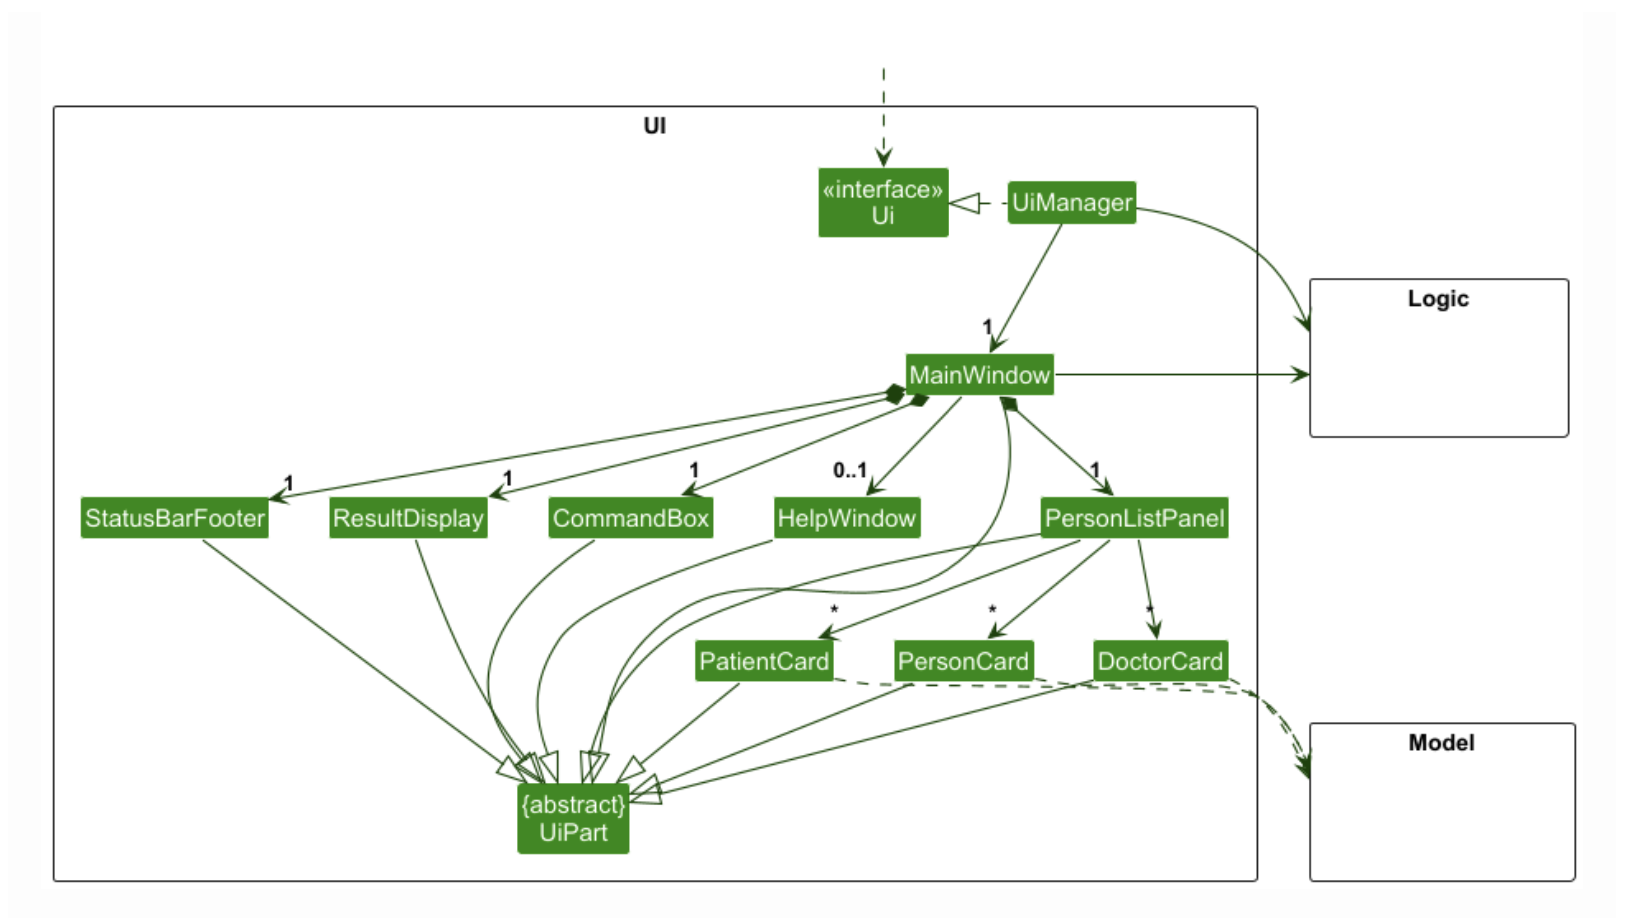 UI
«interface»
Ui
UiManager
Logic
1
MainWindow
1
1
1
0..1
1
StatusBarFooter
ResultDisplay
CommandBox
HelpWindow
PersonListPanel
*
*
*
PatientCard
PersonCard
DoctorCard
Model
{abstract}
UiPart